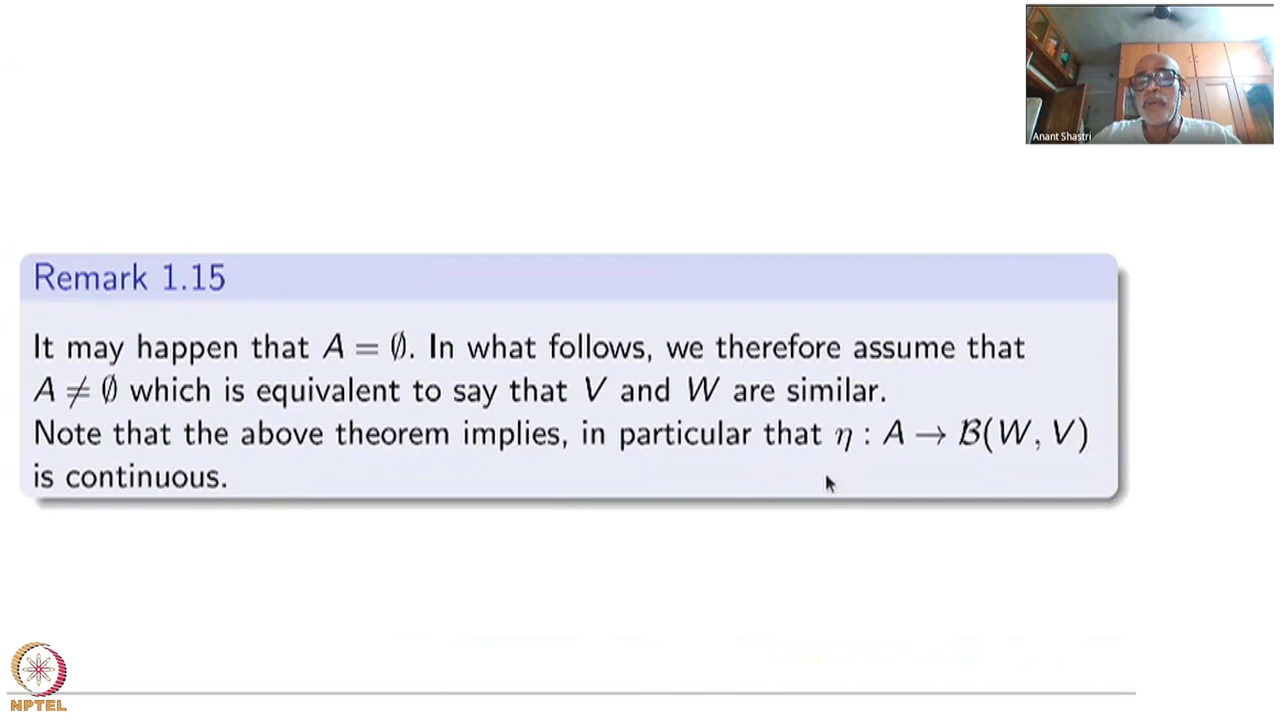 Anant Shastri
Remark 1.15
It may happen that A = ∅. In what follows, we therefore assume that
A ≠ ∅ which is equivalent to say that V and W are similar.
Note that the above theorem implies, in particular that η : A → ℬ(W, V)
is continuous.
NPTEL